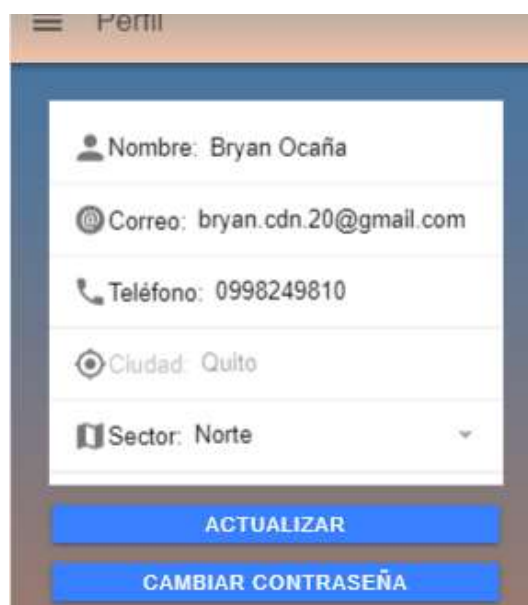 Perfil
Nombre: Bryan Ocaña
Correo: bryan.cdn.20@gmail.com
Teléfono: 0998249810
Ciudad: Quito
Sector: Norte
ACTUALIZAR
CAMBIAR CONTRASEÑA